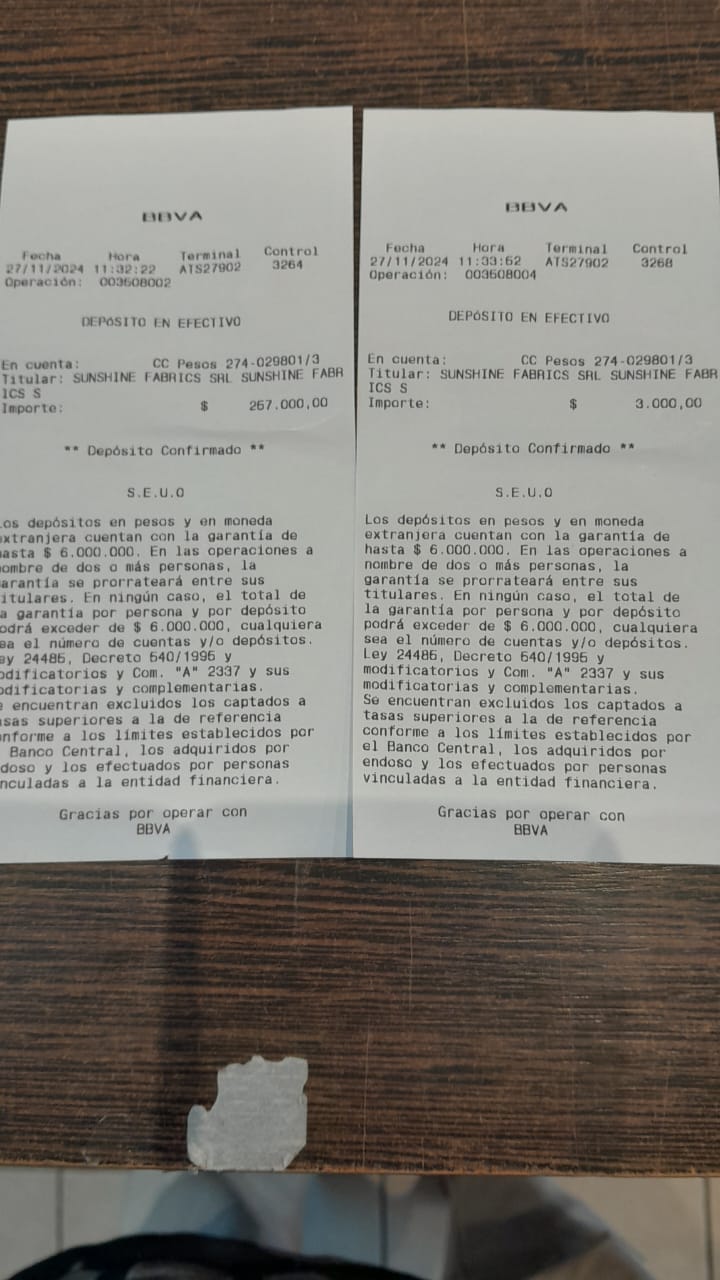 BBVA
Fecha Hora Terminal Control
27/11/2024 11:32:22 ATS27902 3264
Operación: 003508002
DEPÓSITO EN EFECTIVO
En cuenta: CC Pesos 274-029801/3
Titular: SUNSHINE FABRICS SRL SUNSHINE FABR
ICS S
Importe: $ 267.000,00
** Depósito Confirmado **
S.E.U.O
Los depósitos en pesos y en moneda
extranjera cuentan con la garantía de
hasta $ 6.000.000. En las operaciones a
nombre de dos o más personas, la
garantía se prorrateará entre sus
titulares. En ningún caso, el total de
la garantía por persona y por depósito
podrá exceder de $ 6.000.000, cualquiera
sea el número de cuentas y/o depósitos.
Ley 24485, Decreto 540/1995 y
modificatorios y Com. "A" 2337 y sus
odificatorias y complementarias.
e encuentran excluidos los captados a
asas superiores a la de referencia
onforme a los límites establecidos por
Banco Central, los adquiridos por
doso y los efectuados por personas
nculadas a la entidad financiera.
Gracias por operar con
BBVA
BBVA
Fecha Hora Terminal Control
27/11/2024 11:33:52 ATS27902 3268
Operación: 003508004
DEPÓSITO EN EFECTIVO
En cuenta: CC Pesos 274-029801/3
Titular: SUNSHINE FABRICS SRL SUNSHINE FABR
ICS S
Importe: $ 3.000,00
** Depósito Confirmado **
S.E.U.O
Los depósitos en pesos y en moneda
extranjera cuentan con la garantía de
hasta $ 6.000.000. En las operaciones a
nombre de dos o más personas, la
garantía se prorrateará entre sus
titulares. En ningún caso, el total de
la garantía por persona y por depósito
podrá exceder de $ 6.000.000, cualquiera
sea el número de cuentas y/o depósitos.
Ley 24485, Decreto 540/1995 y
modificatorios y Com. "A" 2337 y sus
modificatorias y complementarias.
Se encuentran excluidos los captados a
tasas superiores a la de referencia
conforme a los límites establecidos por
el Banco Central, los adquiridos por
endoso y los efectuados por personas
vinculadas a la entidad financiera.
Gracias por operar con
BBVA